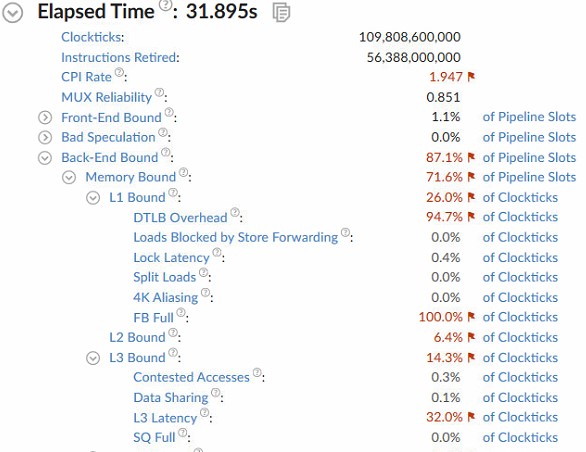 Elapsed Time ?: 31.895s
Clockticks: 109,808,600,000
Instructions Retired: 56,388,000,000
CPI Rate ?: 1.947
MUX Reliability ?: 0.851
Front-End Bound ?: 1.1% of Pipeline Slots
Bad Speculation ?: 0.0% of Pipeline Slots
Back-End Bound ?: 87.1% of Pipeline Slots
Memory Bound ?: 71.6% of Pipeline Slots
L1 Bound ?: 26.0% of Clockticks
DTLB Overhead ?: 94.7% of Clockticks
Loads Blocked by Store Forwarding ?: 0.0% of Clockticks
Lock Latency ?: 0.4% of Clockticks
Split Loads ?: 0.0% of Clockticks
4K Aliasing ?: 0.0% of Clockticks
FB Full ?: 100.0% of Clockticks
L2 Bound ?: 6.4% of Clockticks
L3 Bound ?: 14.3% of Clockticks
Contested Accesses ?: 0.3% of Clockticks
Data Sharing ?: 0.1% of Clockticks
L3 Latency ?: 32.0% of Clockticks
SQ Full ?: 0.0% of Clockticks